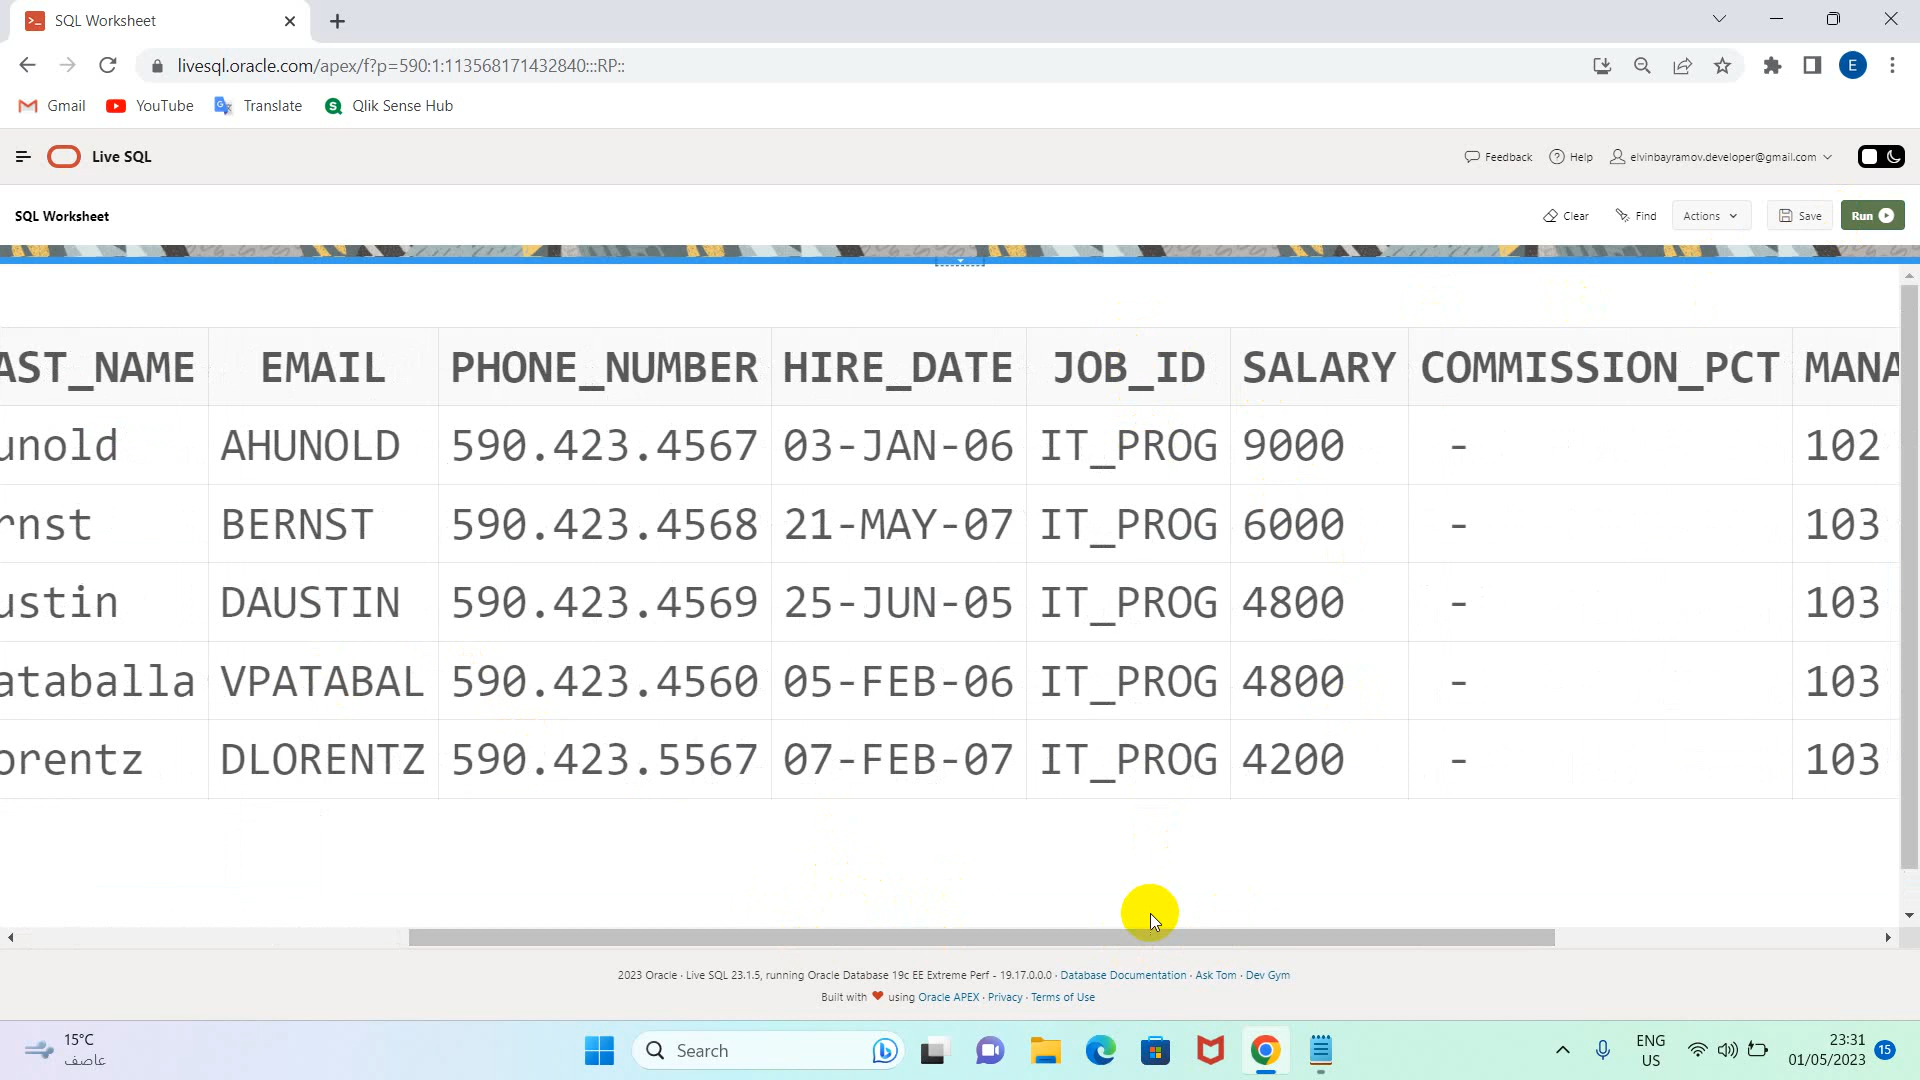 SQL Worksheet
livesql.oracle.com/apex/f?p=590:1:113568171432840:::RP::
E
Gmail YouTube Translate Qlik Sense Hub
Live SQL Feedback Help elvinbayramov.developer@gmail.com
SQL Worksheet Clear Find Actions Save Run
AST_NAME EMAIL PHONE_NUMBER HIRE_DATE JOB_ID SALARY COMMISSION_PCT MANA
unold AHUNOLD 590.423.4567 03-JAN-06 IT_PROG 9000 - 102
rnst BERNST 590.423.4568 21-MAY-07 IT_PROG 6000 - 103
ustin DAUSTIN 590.423.4569 25-JUN-05 IT_PROG 4800 - 103
ataballa VPATABAL 590.423.4560 05-FEB-06 IT_PROG 4800 - 103
orentz DLORENTZ 590.423.5567 07-FEB-07 IT_PROG 4200 - 103
2023 Oracle · Live SQL 23.1.5, running Oracle Database 19c EE Extreme Perf - 19.17.0.0.0 · Database Documentation · Ask Tom · Dev Gym
Built with ❤ using Oracle APEX · Privacy · Terms of Use
15°C
عاصف
Search
ENG
US
23:31
01/05/2023
15